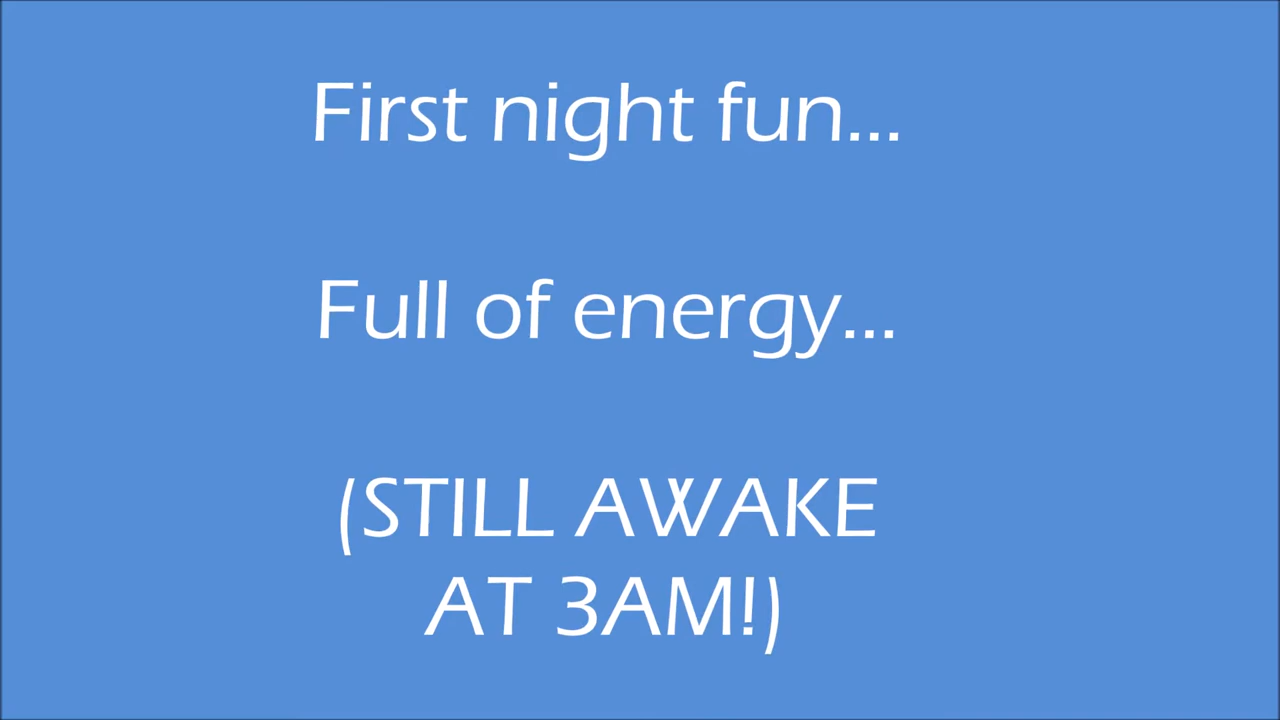 First night fun...
Full of energy...
(STILL AWAKE
AT 3AM!)